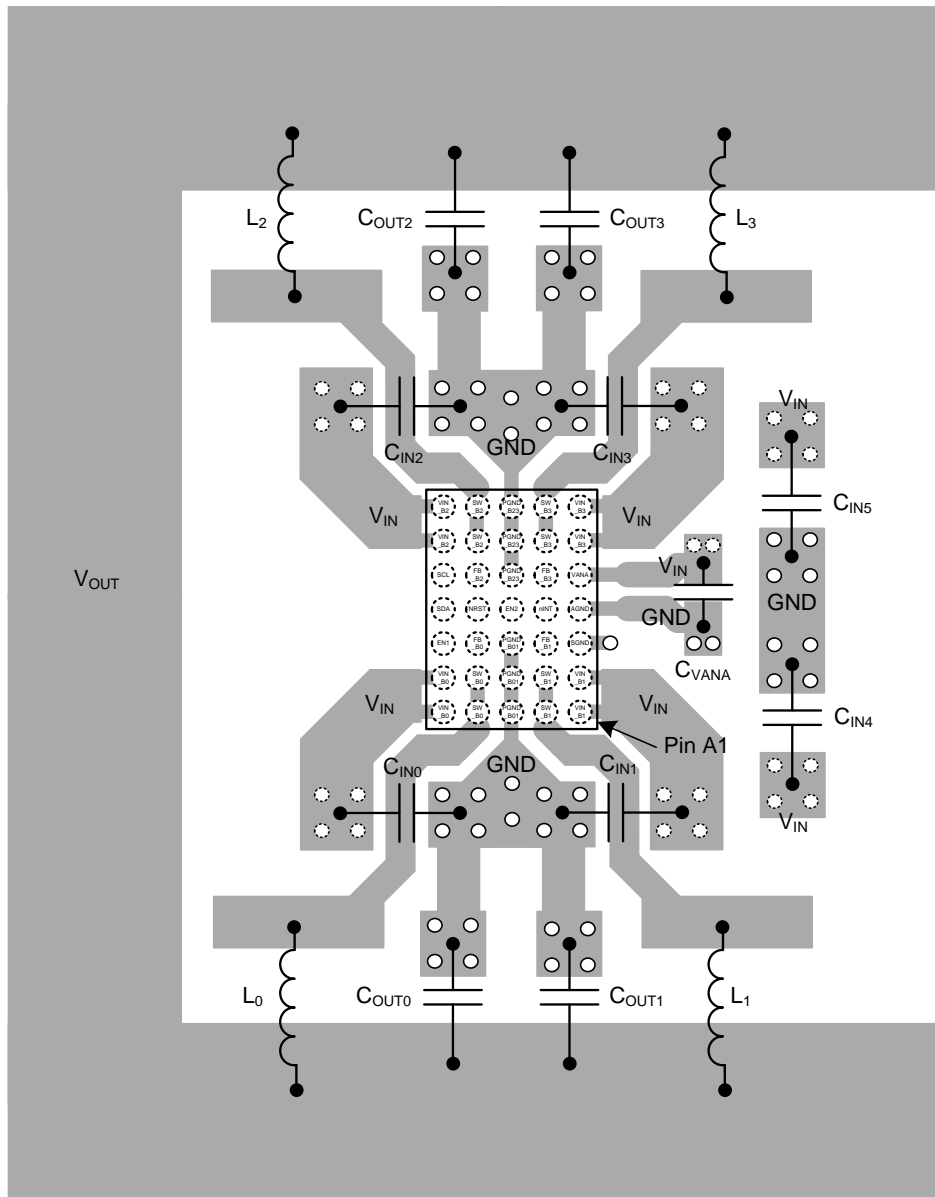 L2
COUT2
COUT3
L3
CIN2
GND
CIN3
VIN
CIN5
VIN
VIN
VIN_B2
SW_B2
PGND_B23
SW_B3
VIN_B3
VIN_B2
SW_B2
PGND_B23
SW_B3
VIN_B3
SCL
FB_B2
PGND_B23
FB_B3
VANA
SDA
NRST
EN2
nINT
AGND
EN1
FB_B0
PGND_B01
FB_B1
SGND
VIN_B0
SW_B0
PGND_B01
SW_B1
VIN_B1
VIN_B0
SW_B0
PGND_B01
SW_B1
VIN_B1
VOUT
VIN
GND
GND
CVANA
VIN
VIN
CIN4
Pin A1
CIN0
GND
CIN1
VIN
L0
COUT0
COUT1
L1